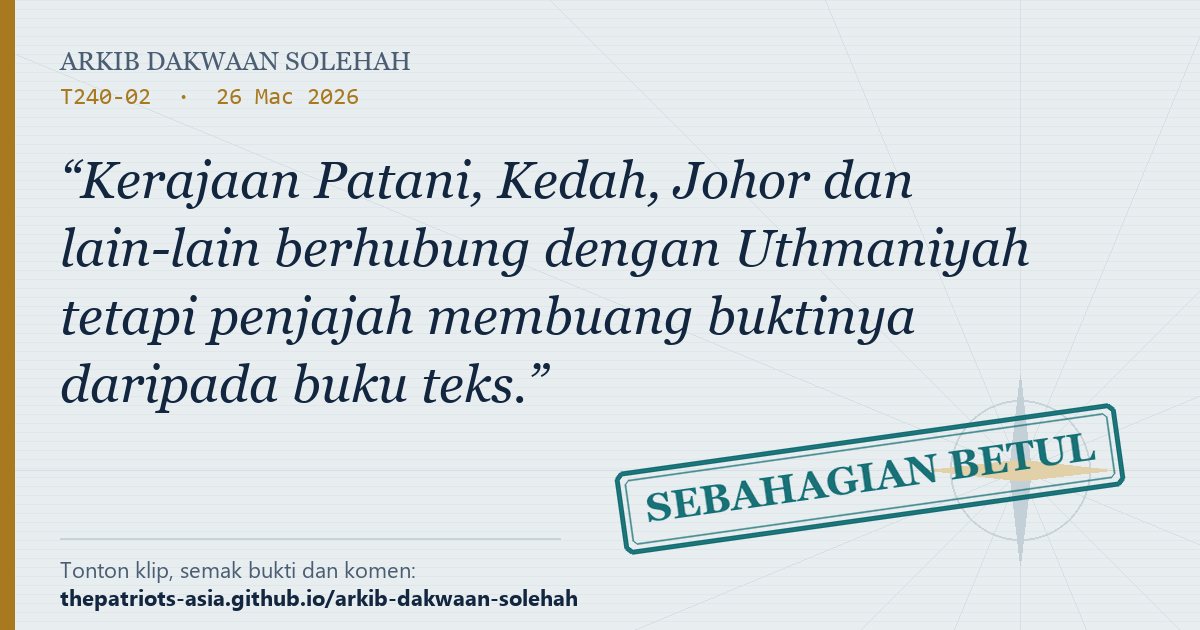 ARKIB DAKWAAN SOLEHAH
T240-02 · 26 Mac 2026
“Kerajaan Patani, Kedah, Johor dan
lain-lain berhubung dengan Uthmaniyah
tetapi penjajah membuang buktinya
daripada buku teks.”
SEBAHAGIAN BETUL
Tonton klip, semak bukti dan komen:
thepatriots-asia.github.io/arkib-dakwaan-solehah